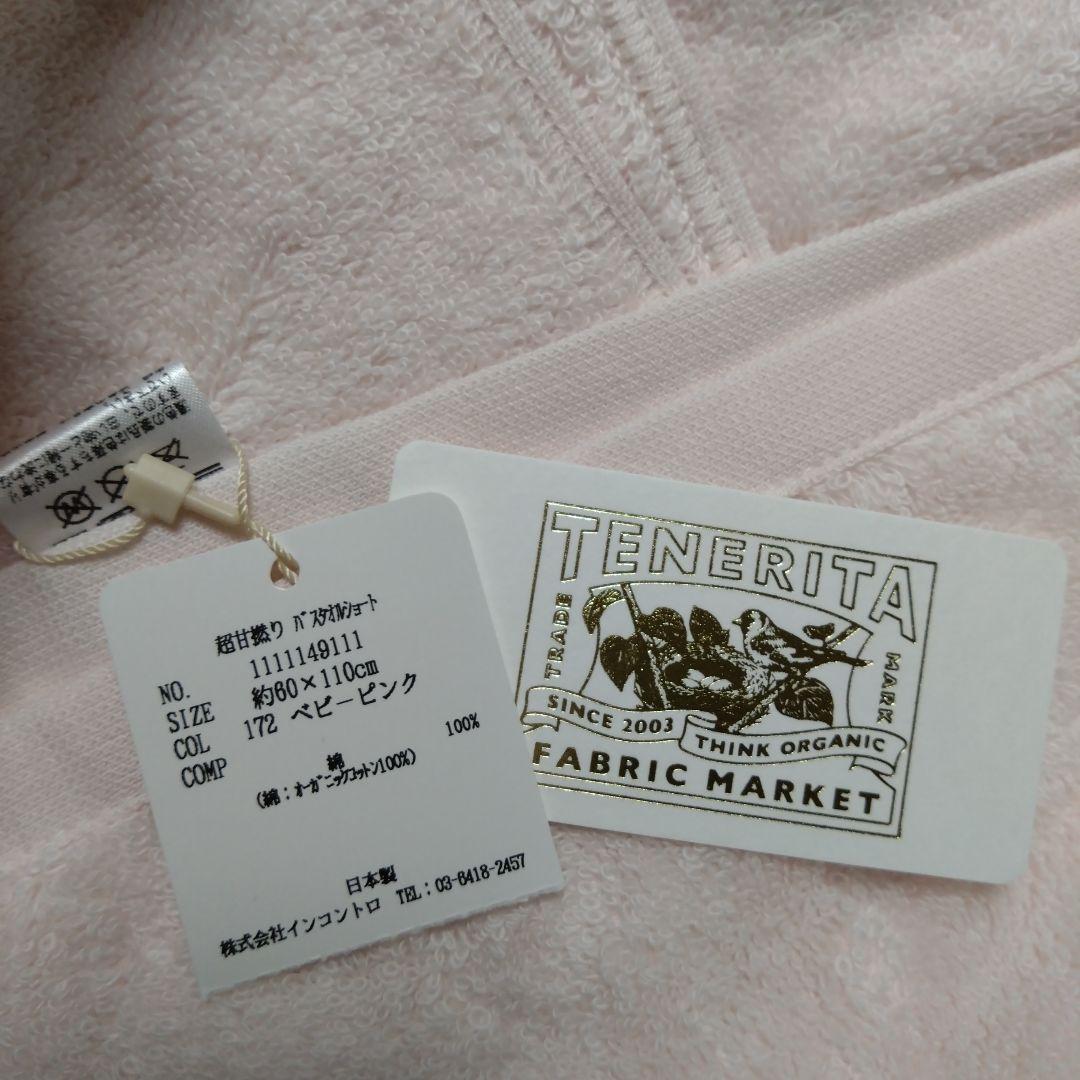 超甘撚り ﾊﾞｽﾀｵﾙｼｮｰﾄ
NO. 1111149111
SIZE 約60×110cm
COL 172 ベビーピンク
COMP 綿 100%
(綿：ｵｰｶﾞﾆｯｸｺｯﾄﾝ100%)
日本製
株式会社インコントロ TEL：03-6418-2457
TENERITA
TRADE MARK
SINCE 2003
THINK ORGANIC
FABRIC MARKET